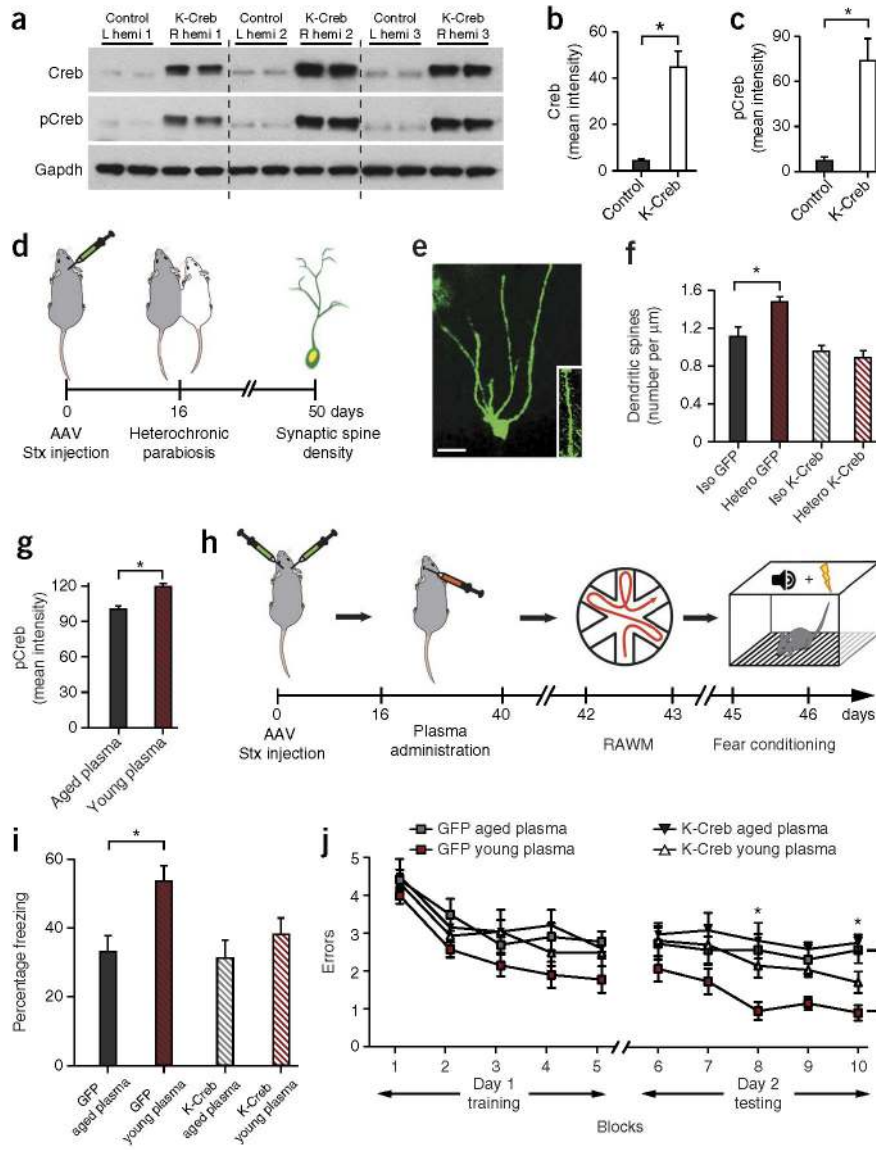 a
Control K-Creb Control K-Creb Control K-Creb
L hemi 1 R hemi 1 L hemi 2 R hemi 2 L hemi 3 R hemi 3
Creb
pCreb
Gapdh
b
*
60
40
20
0
Creb
(mean intensity)
Control
K-Creb
c
*
90
60
30
0
pCreb
(mean intensity)
Control
K-Creb
d
0 16 50 days
AAV Heterochronic Synaptic spine
Stx injection parabiosis density
e
f
*
1.6
1.2
0.8
0.4
0
Dendritic spines
(number per µm)
Iso GFP
Hetero GFP
Iso K-Creb
Hetero K-Creb
g
*
120
90
60
30
0
pCreb
(mean intensity)
Aged plasma
Young plasma
h
+
0 16 40 42 43 45 46 days
AAV Plasma RAWM Fear conditioning
Stx injection administration
i
*
60
40
20
0
Percentage freezing
GFP
aged plasma
GFP
young plasma
K-Creb
aged plasma
K-Creb
young plasma
j
GFP aged plasma K-Creb aged plasma
GFP young plasma K-Creb young plasma
5
4
3
2
1
0
Errors
* *
1 2 3 4 5 6 7 8 9 10
Day 1 Day 2
training testing
Blocks